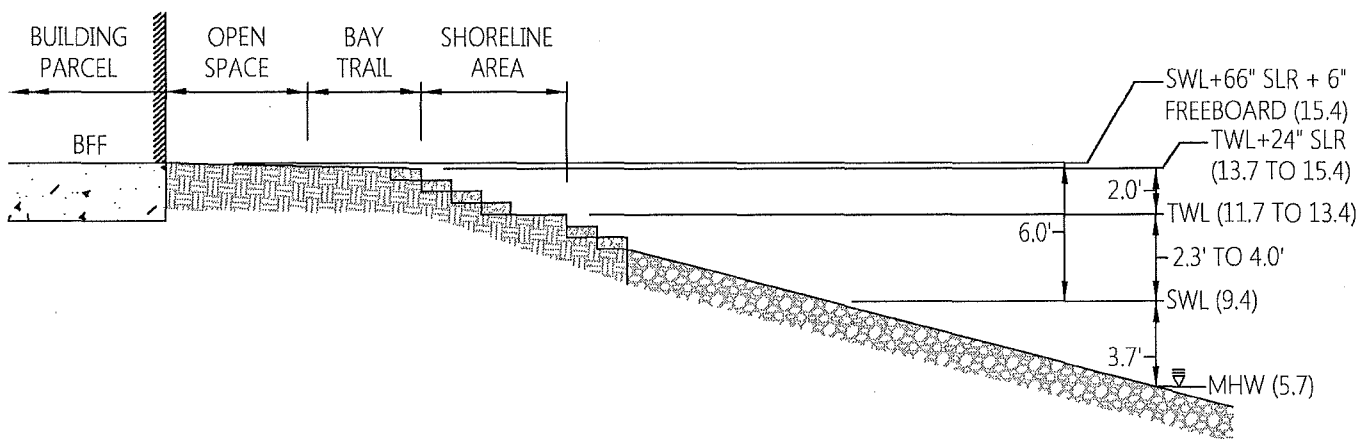 BUILDING
PARCEL
OPEN
SPACE
BAY
TRAIL
SHORELINE
AREA
BFF
SWL+66" SLR + 6"
FREEBOARD (15.4)
TWL+24" SLR
(13.7 TO 15.4)
2.0'
TWL (11.7 TO 13.4)
6.0'
2.3' TO 4.0'
SWL (9.4)
3.7'
MHW (5.7)